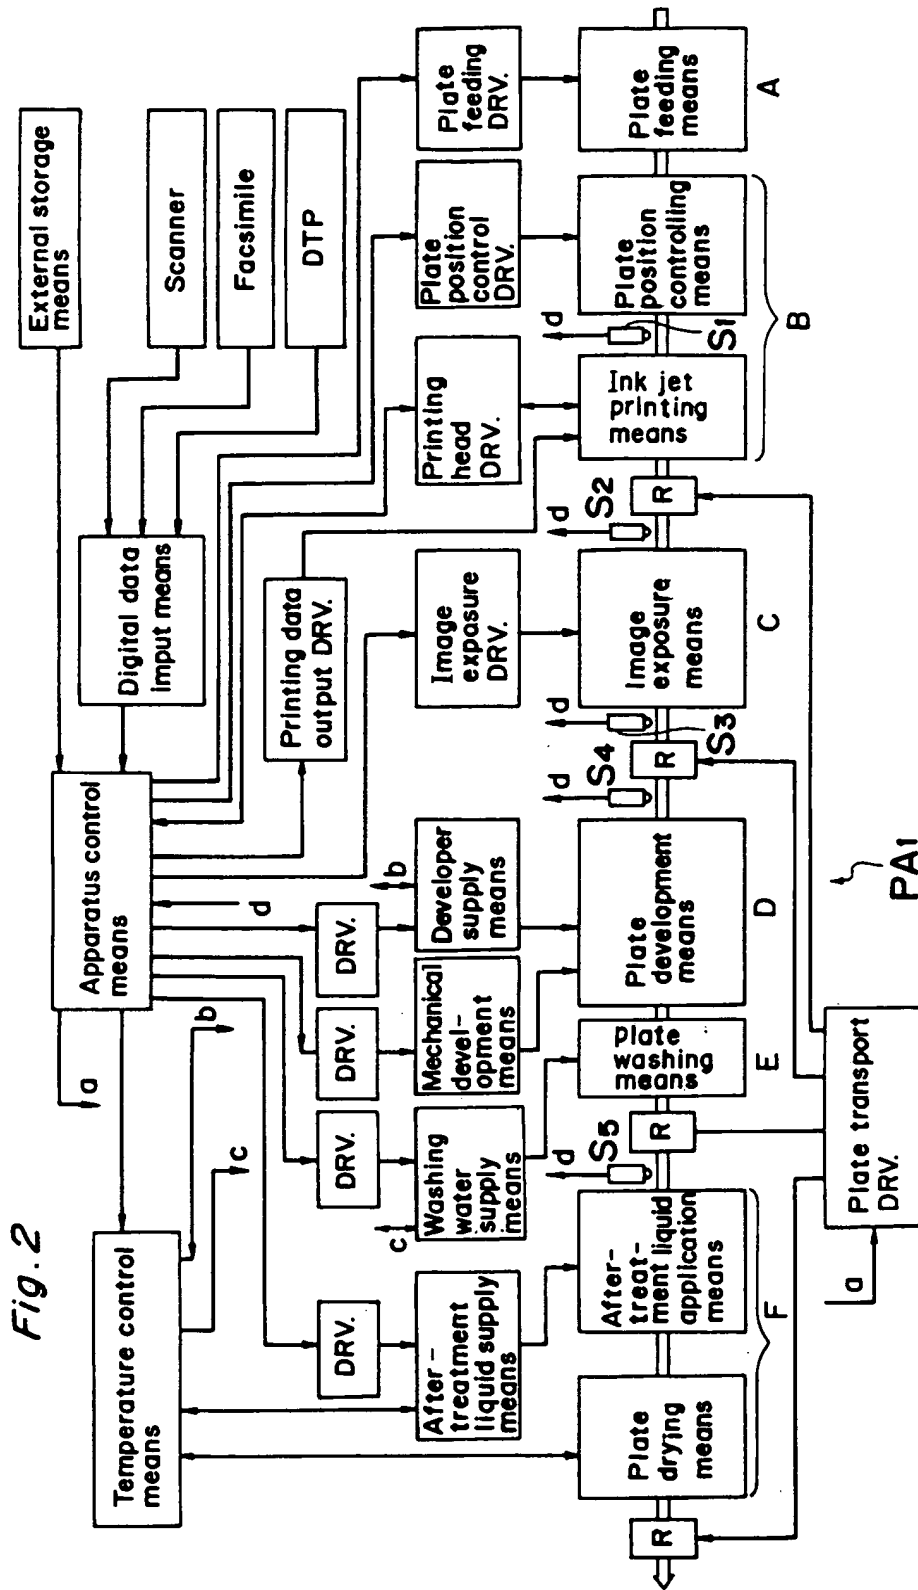 Fig. 2
Temperature control
means
Apparatus control
means
Digital data
imput means
External storage
means
Scanner
Facsimile
DTP
a
b
c
d
Printing data
output DRV.
DRV.
DRV.
DRV.
DRV.
After-
treatment
liquid supply
means
c
Washing
water
supply
means
Mechanical
devel-
opment
means
b
Developer
supply
means
Image
exposure
DRV.
Printing
head
DRV.
Plate
position
control
DRV.
Plate
feeding
DRV.
R
Plate
drying
means
After-
treat-
ment liquid
application
means
d
S5
R
Plate
washing
means
Plate
development
means
d
S4
R
d
S3
Image
exposure
means
d
S2
R
Ink jet
printing
means
d
S1
Plate
position
controlling
means
Plate
feeding
means
F
E
D
C
B
A
a
Plate transport
DRV.
PA1